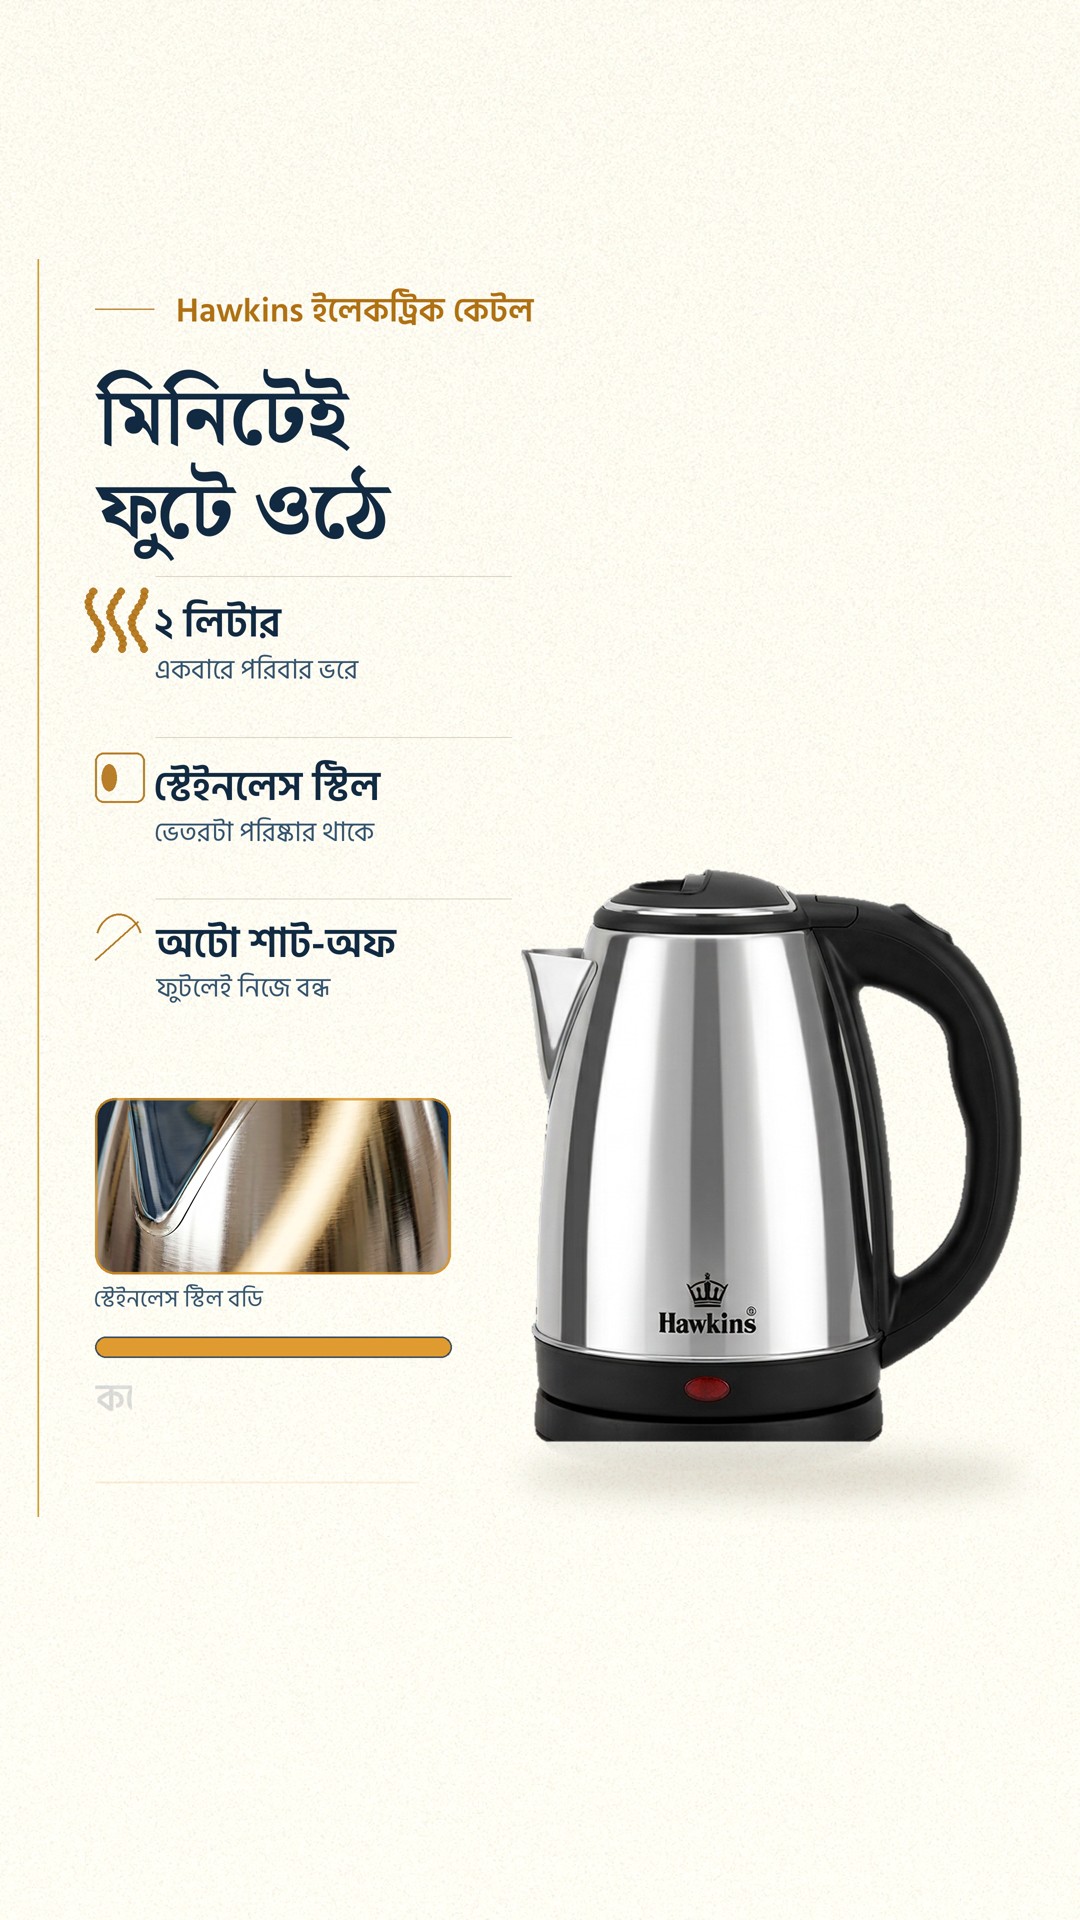 Hawkins ইলেকট্রিক কেটল
মিনিটেই
ফুটে ওঠে
২ লিটার
একবারে পরিবার ভরে
স্টেইনলেস স্টিল
ভেতরটা পরিষ্কার থাকে
অটো শাট-অফ
ফুটলেই নিজে বন্ধ
স্টেইনলেস স্টিল বডি
Hawkins